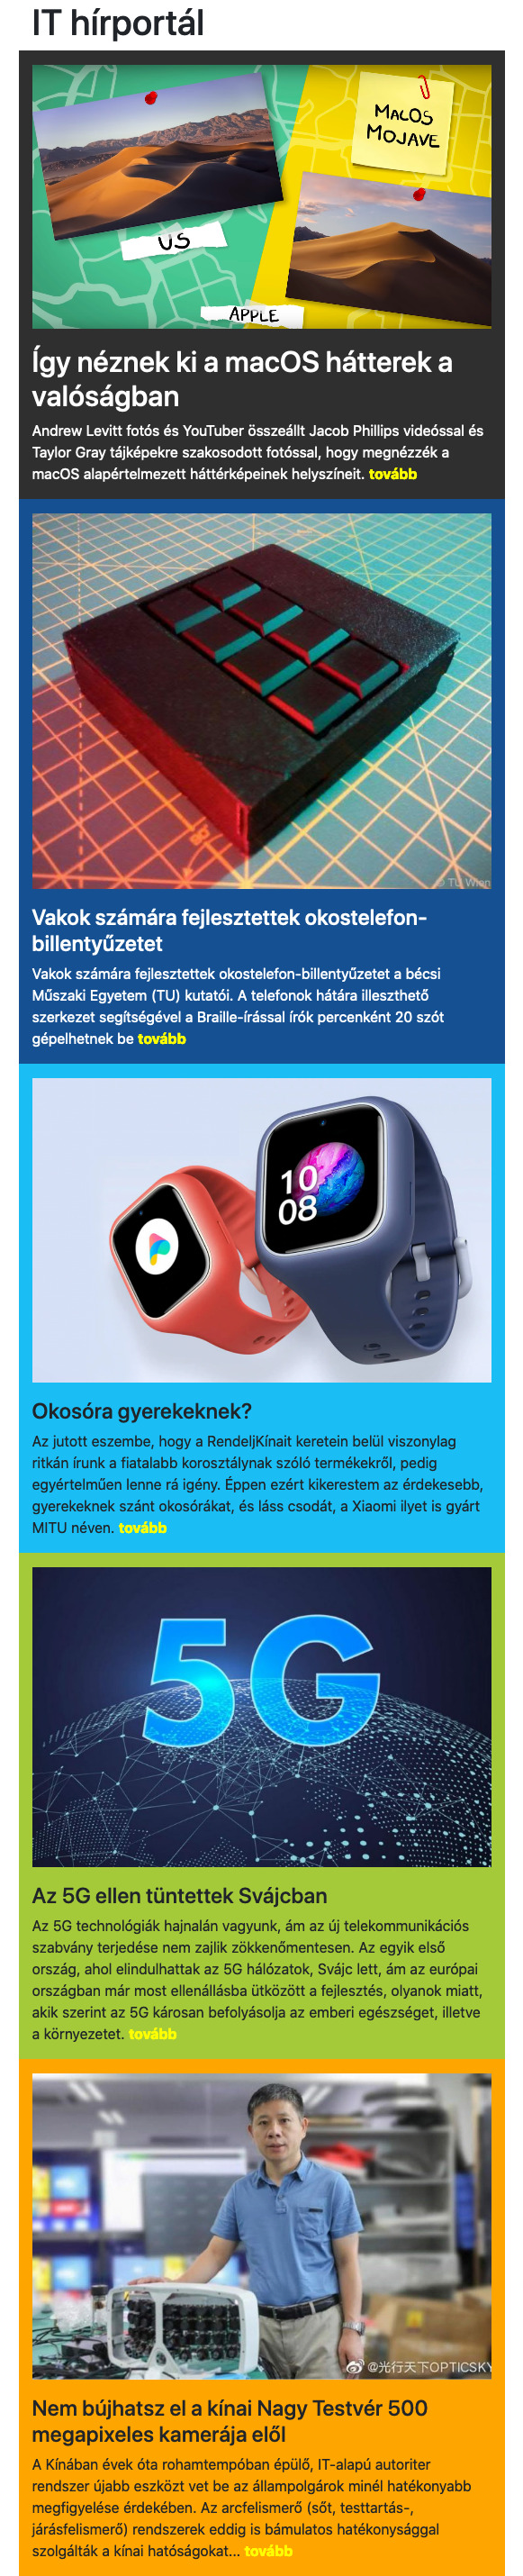 IT hírportál
MACOS
MOJAVE
US
APPLE
Így néznek ki a macOS hátterek a
valóságban
Andrew Levitt fotós és YouTuber összeállt Jacob Phillips videóssal és
Taylor Gray tájképekre szakosodott fotóssal, hogy megnézzék a
macOS alapértelmezett háttérképeinek helyszíneit. tovább
© TU Wien
Vakok számára fejlesztettek okostelefon-
billentyűzetet
Vakok számára fejlesztettek okostelefon-billentyűzetet a bécsi
Műszaki Egyetem (TU) kutatói. A telefonok hátára illeszthető
szerkezet segítségével a Braille-írással írók percenként 20 szót
gépelhetnek be tovább
10
08
Okosóra gyerekeknek?
Az jutott eszembe, hogy a RendeljKínait keretein belül viszonylag
ritkán írunk a fiatalabb korosztálynak szóló termékekről, pedig
egyértelműen lenne rá igény. Éppen ezért kikerestem az érdekesebb,
gyerekeknek szánt okosórákat, és láss csodát, a Xiaomi ilyet is gyárt
MITU néven. tovább
5G
Az 5G ellen tüntettek Svájcban
Az 5G technológiák hajnalán vagyunk, ám az új telekommunikációs
szabvány terjedése nem zajlik zökkenőmentesen. Az egyik első
ország, ahol elindulhattak az 5G hálózatok, Svájc lett, ám az európai
országban már most ellenállásba ütközött a fejlesztés, olyanok miatt,
akik szerint az 5G károsan befolyásolja az emberi egészséget, illetve
a környezetet. tovább
@光行天下OPTICSKY
Nem bújhatsz el a kínai Nagy Testvér 500
megapixeles kamerája elől
A Kínában évek óta rohamtempóban épülő, IT-alapú autoriter
rendszer újabb eszközt vet be az állampolgárok minél hatékonyabb
megfigyelése érdekében. Az arcfelismerő (sőt, testtartás-,
járásfelismerő) rendszerek eddig is bámulatos hatékonysággal
szolgálták a kínai hatóságokat... tovább